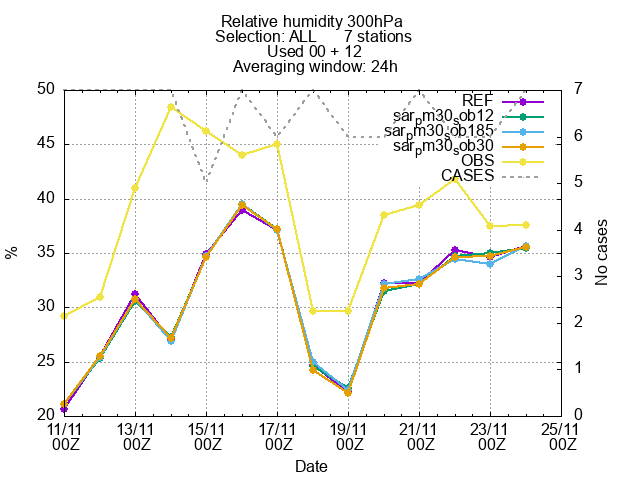 Relative humidity 300hPa
Selection: ALL 7 stations
Used 00 + 12
Averaging window: 24h
50
45
40
35
30
25
20
%
7
6
5
4
3
2
1
0
No cases
REF
sar_pm30_sob12
sar_pm30_sob185
sar_pm30_sob30
OBS
CASES
11/11 13/11 15/11 17/11 19/11 21/11 23/11 25/11
00Z 00Z 00Z 00Z 00Z 00Z 00Z 00Z
Date